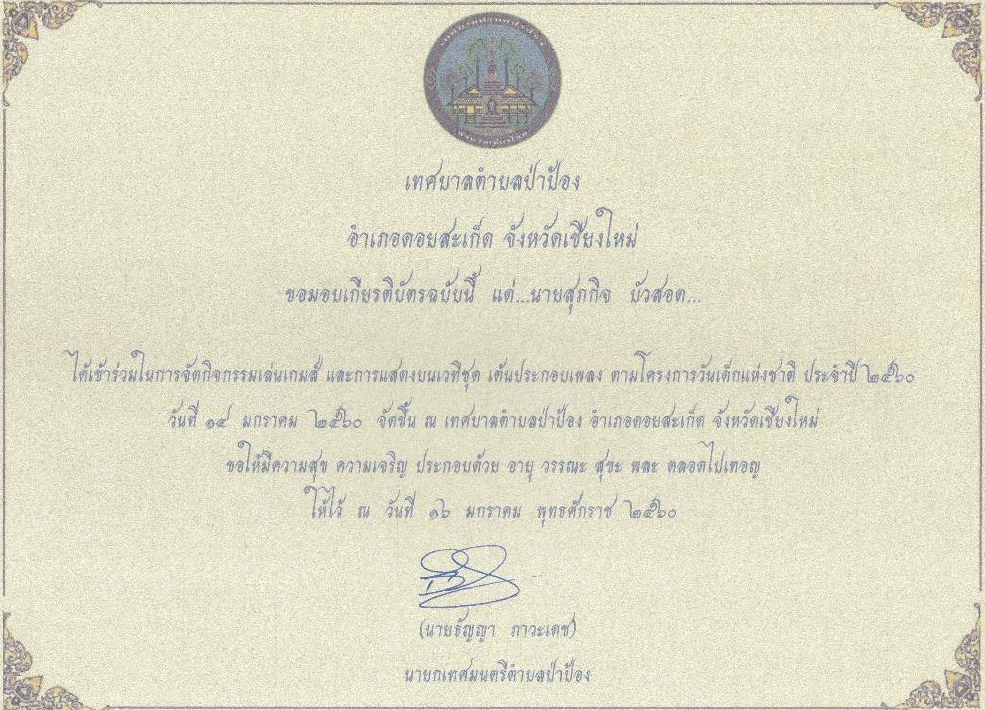 เทศบาลตำบลป่าป้อง
อำเภอดอยสะเก็ด จังหวัดเชียงใหม่
ขอมอบเกียรติบัตรฉบับนี้ แด่...นายสุภกิจ บัวสอด...
ได้เข้าร่วมในการจัดกิจกรรมเล่นเกมส์ และการแสดงบนเวทีชุด เต้นประกอบเพลง ตามโครงการวันเด็กแห่งชาติ ประจำปี ๒๕๖๐
วันที่ ๑๔ มกราคม ๒๕๖๐ จัดขึ้น ณ เทศบาลตำบลป่าป้อง อำเภอดอยสะเก็ด จังหวัดเชียงใหม่
ขอให้มีความสุข ความเจริญ ประกอบด้วย อายุ วรรณะ สุขะ พละ ตลอดไปเทอญ
ให้ไว้ ณ วันที่ ๑๖ มกราคม พุทธศักราช ๒๕๖๐
(นายธัญญา ภาวะเดช)
นายกเทศมนตรีตำบลป่าป้อง